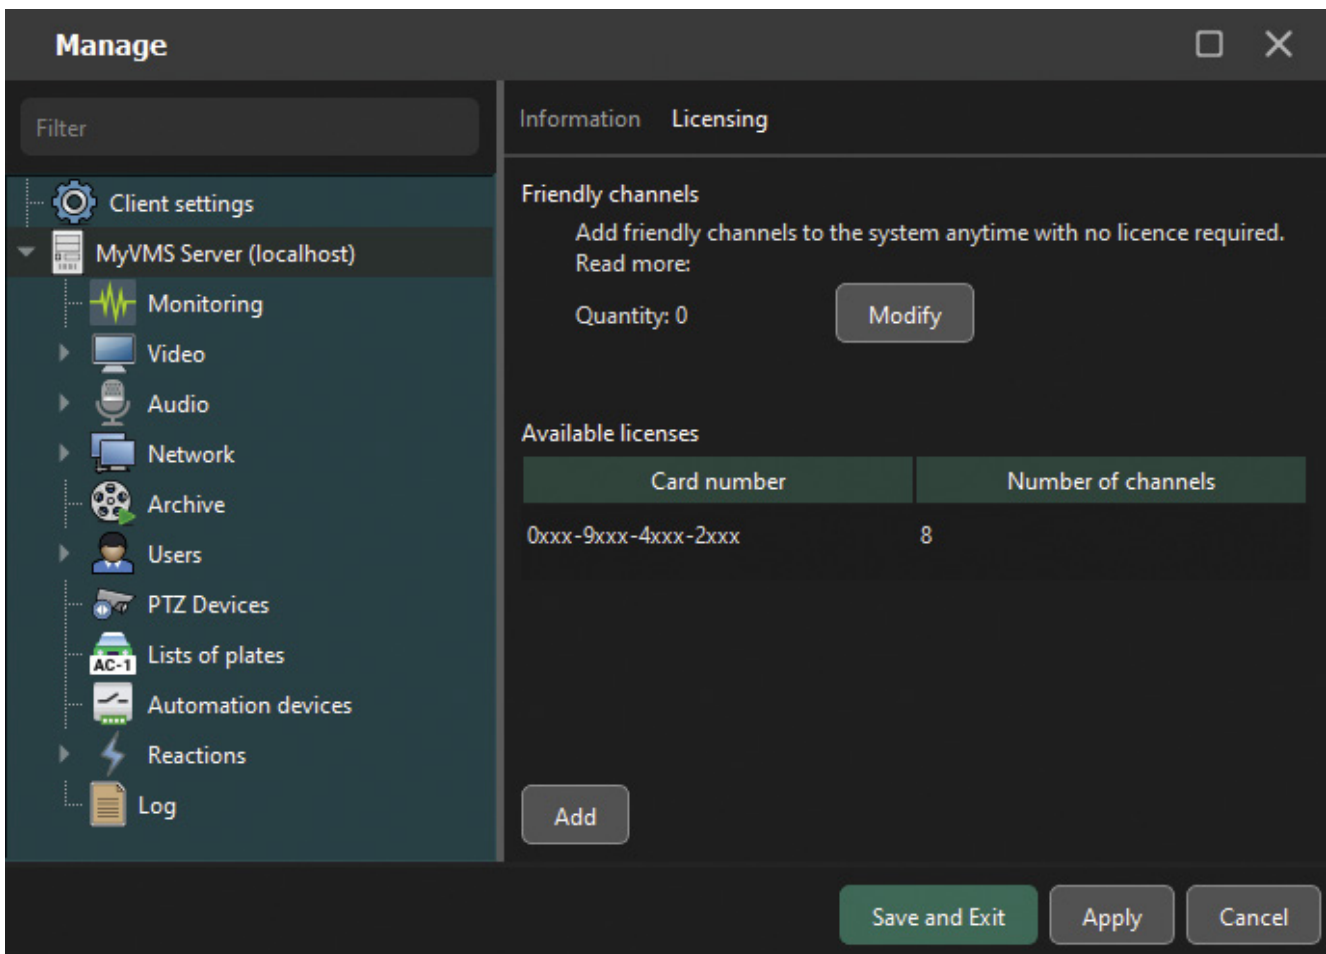 Manage
Filter
Client settings
MyVMS Server (localhost)
Monitoring
Video
Audio
Network
Archive
Users
PTZ Devices
AC-1
Lists of plates
Automation devices
Reactions
Log
Information Licensing
Friendly channels
Add friendly channels to the system anytime with no licence required.
Read more:
Quantity: 0 Modify
Available licenses
Card number Number of channels
0xxx-9xxx-4xxx-2xxx 8
Add
Save and Exit Apply Cancel